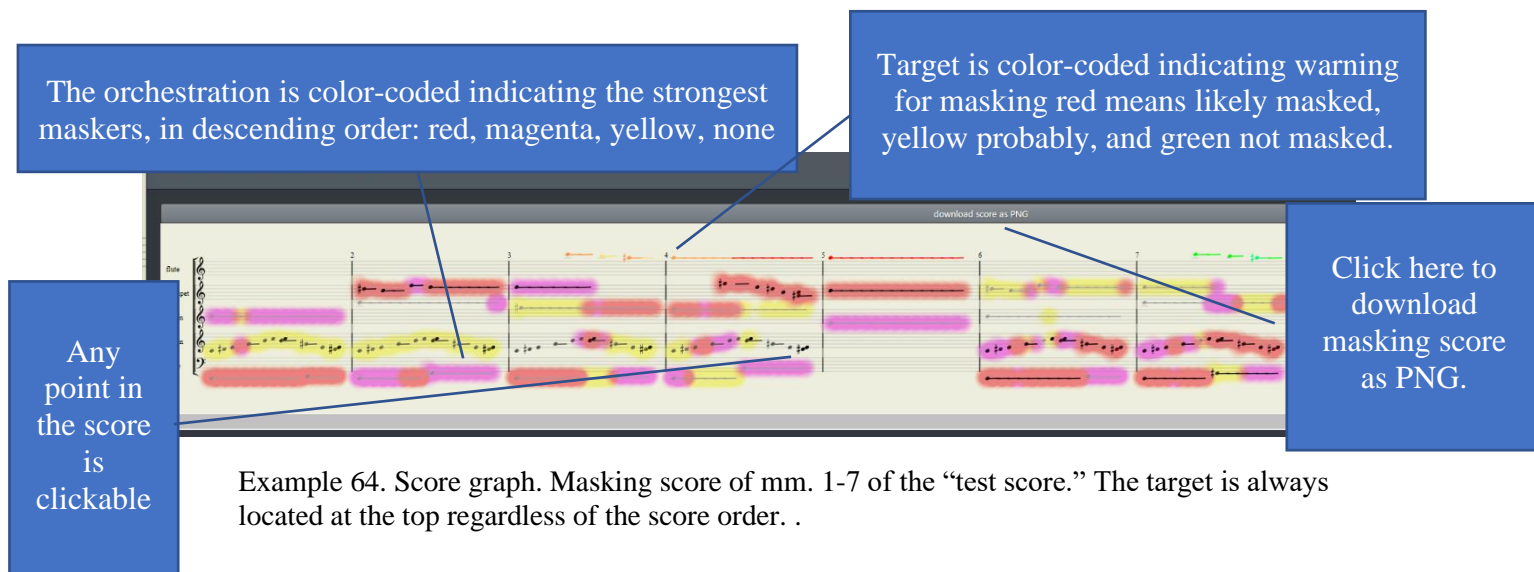 The orchestration is color-coded indicating the strongest
maskers, in descending order: red, magenta, yellow, none
Target is color-coded indicating warning
for masking red means likely masked,
yellow probably, and green not masked.
download score as PNG
2
3
4
5
6
7
flute
Any
point in
the score
is
clickable
Click here to
download
masking score
as PNG.
Example 64. Score graph. Masking score of mm. 1-7 of the “test score.” The target is always
located at the top regardless of the score order. .